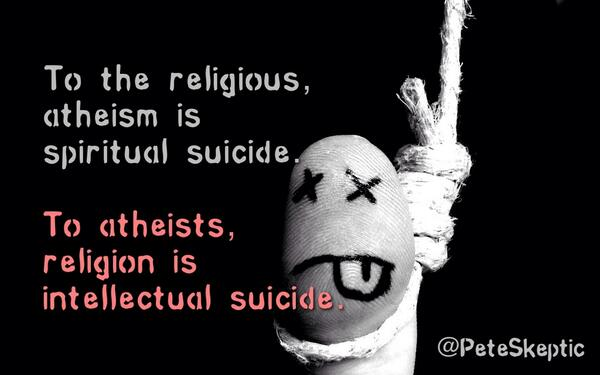 To the religious,
atheism is
spiritual suicide.
To atheists,
religion is
intellectual suicide.
@PeteSkeptic